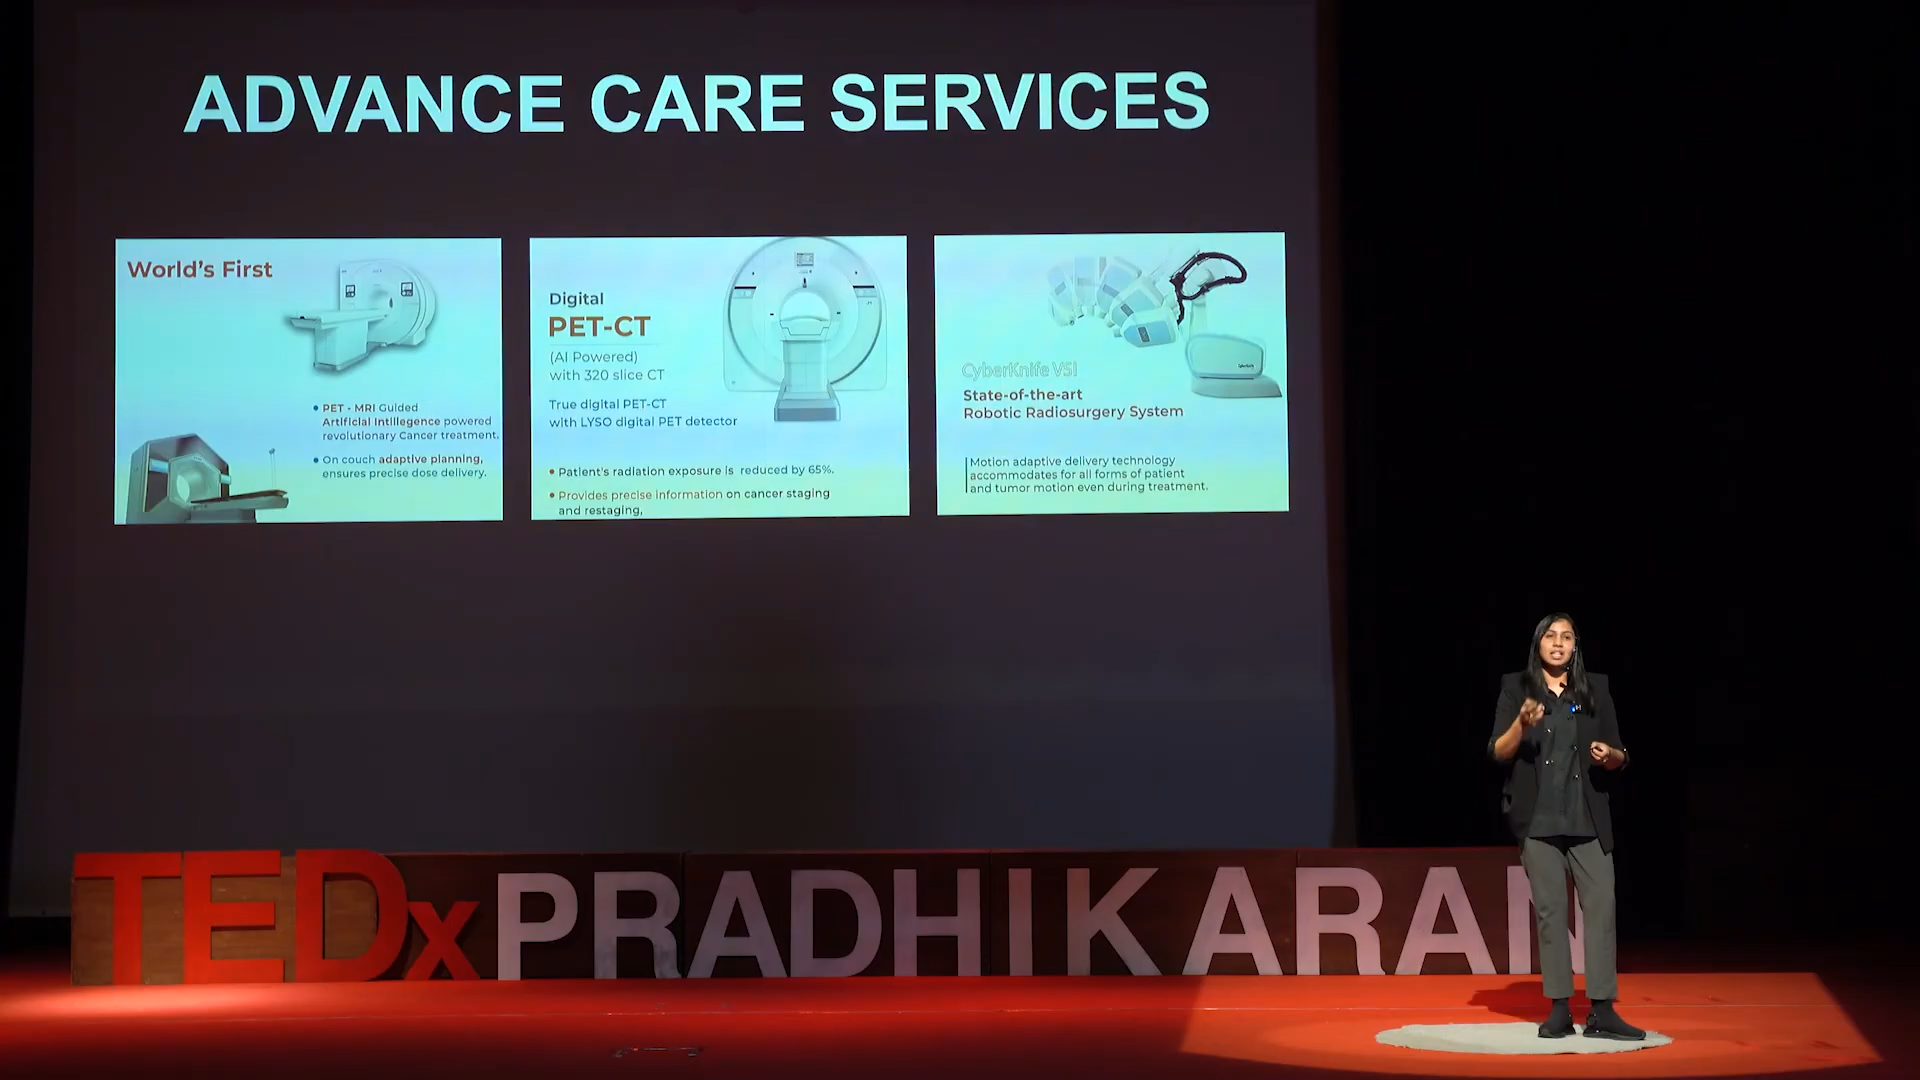 ADVANCE CARE SERVICES
World's First
PET - MRI Guided
Artificial Intillegence powered
revolutionary Cancer treatment.
On couch adaptive planning,
ensures precise dose delivery.
Digital
PET-CT
(AI Powered)
with 320 slice CT
True digital PET-CT
with LYSO digital PET detector
Patient's radiation exposure is reduced by 65%.
Provides precise information on cancer staging
and restaging,
CyberKnife VSI
State-of-the-art
Robotic Radiosurgery System
Motion adaptive delivery technology
accommodates for all forms of patient
and tumor motion even during treatment.
TEDxPRADHIKARAN